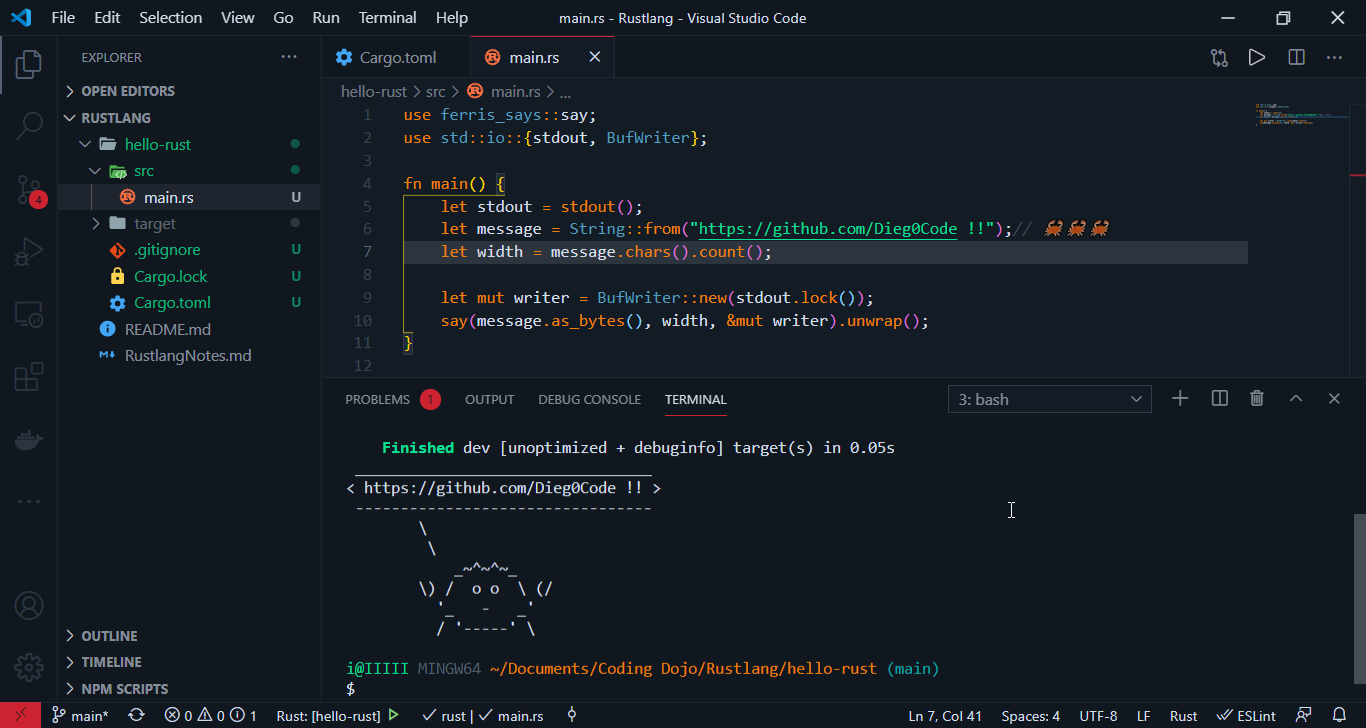 File Edit Selection View Go Run Terminal Help main.rs - Rustlang - Visual Studio Code
EXPLORER
OPEN EDITORS
RUSTLANG
hello-rust
src
main.rs U
target
.gitignore U
Cargo.lock U
Cargo.toml U
README.md
RustlangNotes.md
OUTLINE
TIMELINE
NPM SCRIPTS
4
Cargo.toml main.rs
hello-rust > src > main.rs > ...
1 use ferris_says::say;
2 use std::io::{stdout, BufWriter};
3
4 fn main() {
5     let stdout = stdout();
6     let message = String::from("https://github.com/Dieg0Code !!");// 🦀🦀🦀
7     let width = message.chars().count();
8
9     let mut writer = BufWriter::new(stdout.lock());
10     say(message.as_bytes(), width, &mut writer).unwrap();
11 }
12
PROBLEMS 1 OUTPUT DEBUG CONSOLE TERMINAL 3: bash
Finished dev [unoptimized + debuginfo] target(s) in 0.05s
 _________________________________
< https://github.com/Dieg0Code !! >
 ---------------------------------
        \
         \
            _~^~^~_
        \) /  o o  \ (/
          '_   -   _'
          / '-----' \
i@IIIII MINGW64 ~/Documents/Coding Dojo/Rustlang/hello-rust (main)
$
main* 0 0 1 Rust: [hello-rust] rust | main.rs Ln 7, Col 41 Spaces: 4 UTF-8 LF Rust ESLint